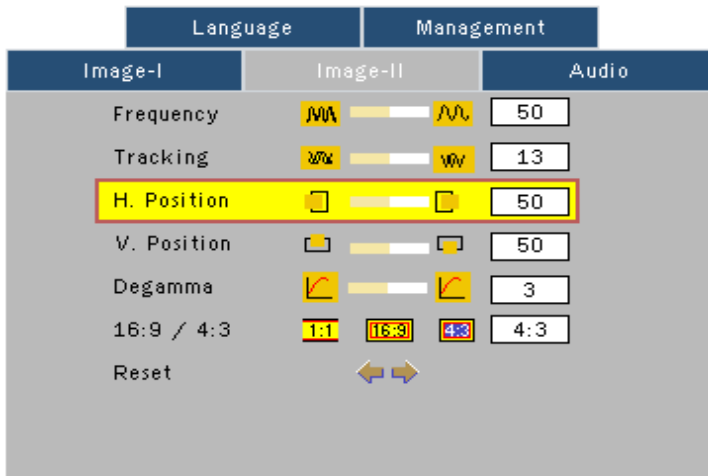 Language Management
Image-I Image-II Audio
Frequency 50
Tracking 13
H. Position 50
V. Position 50
Degamma 3
16:9 / 4:3 1:1 16:9 4:3 4:3
Reset